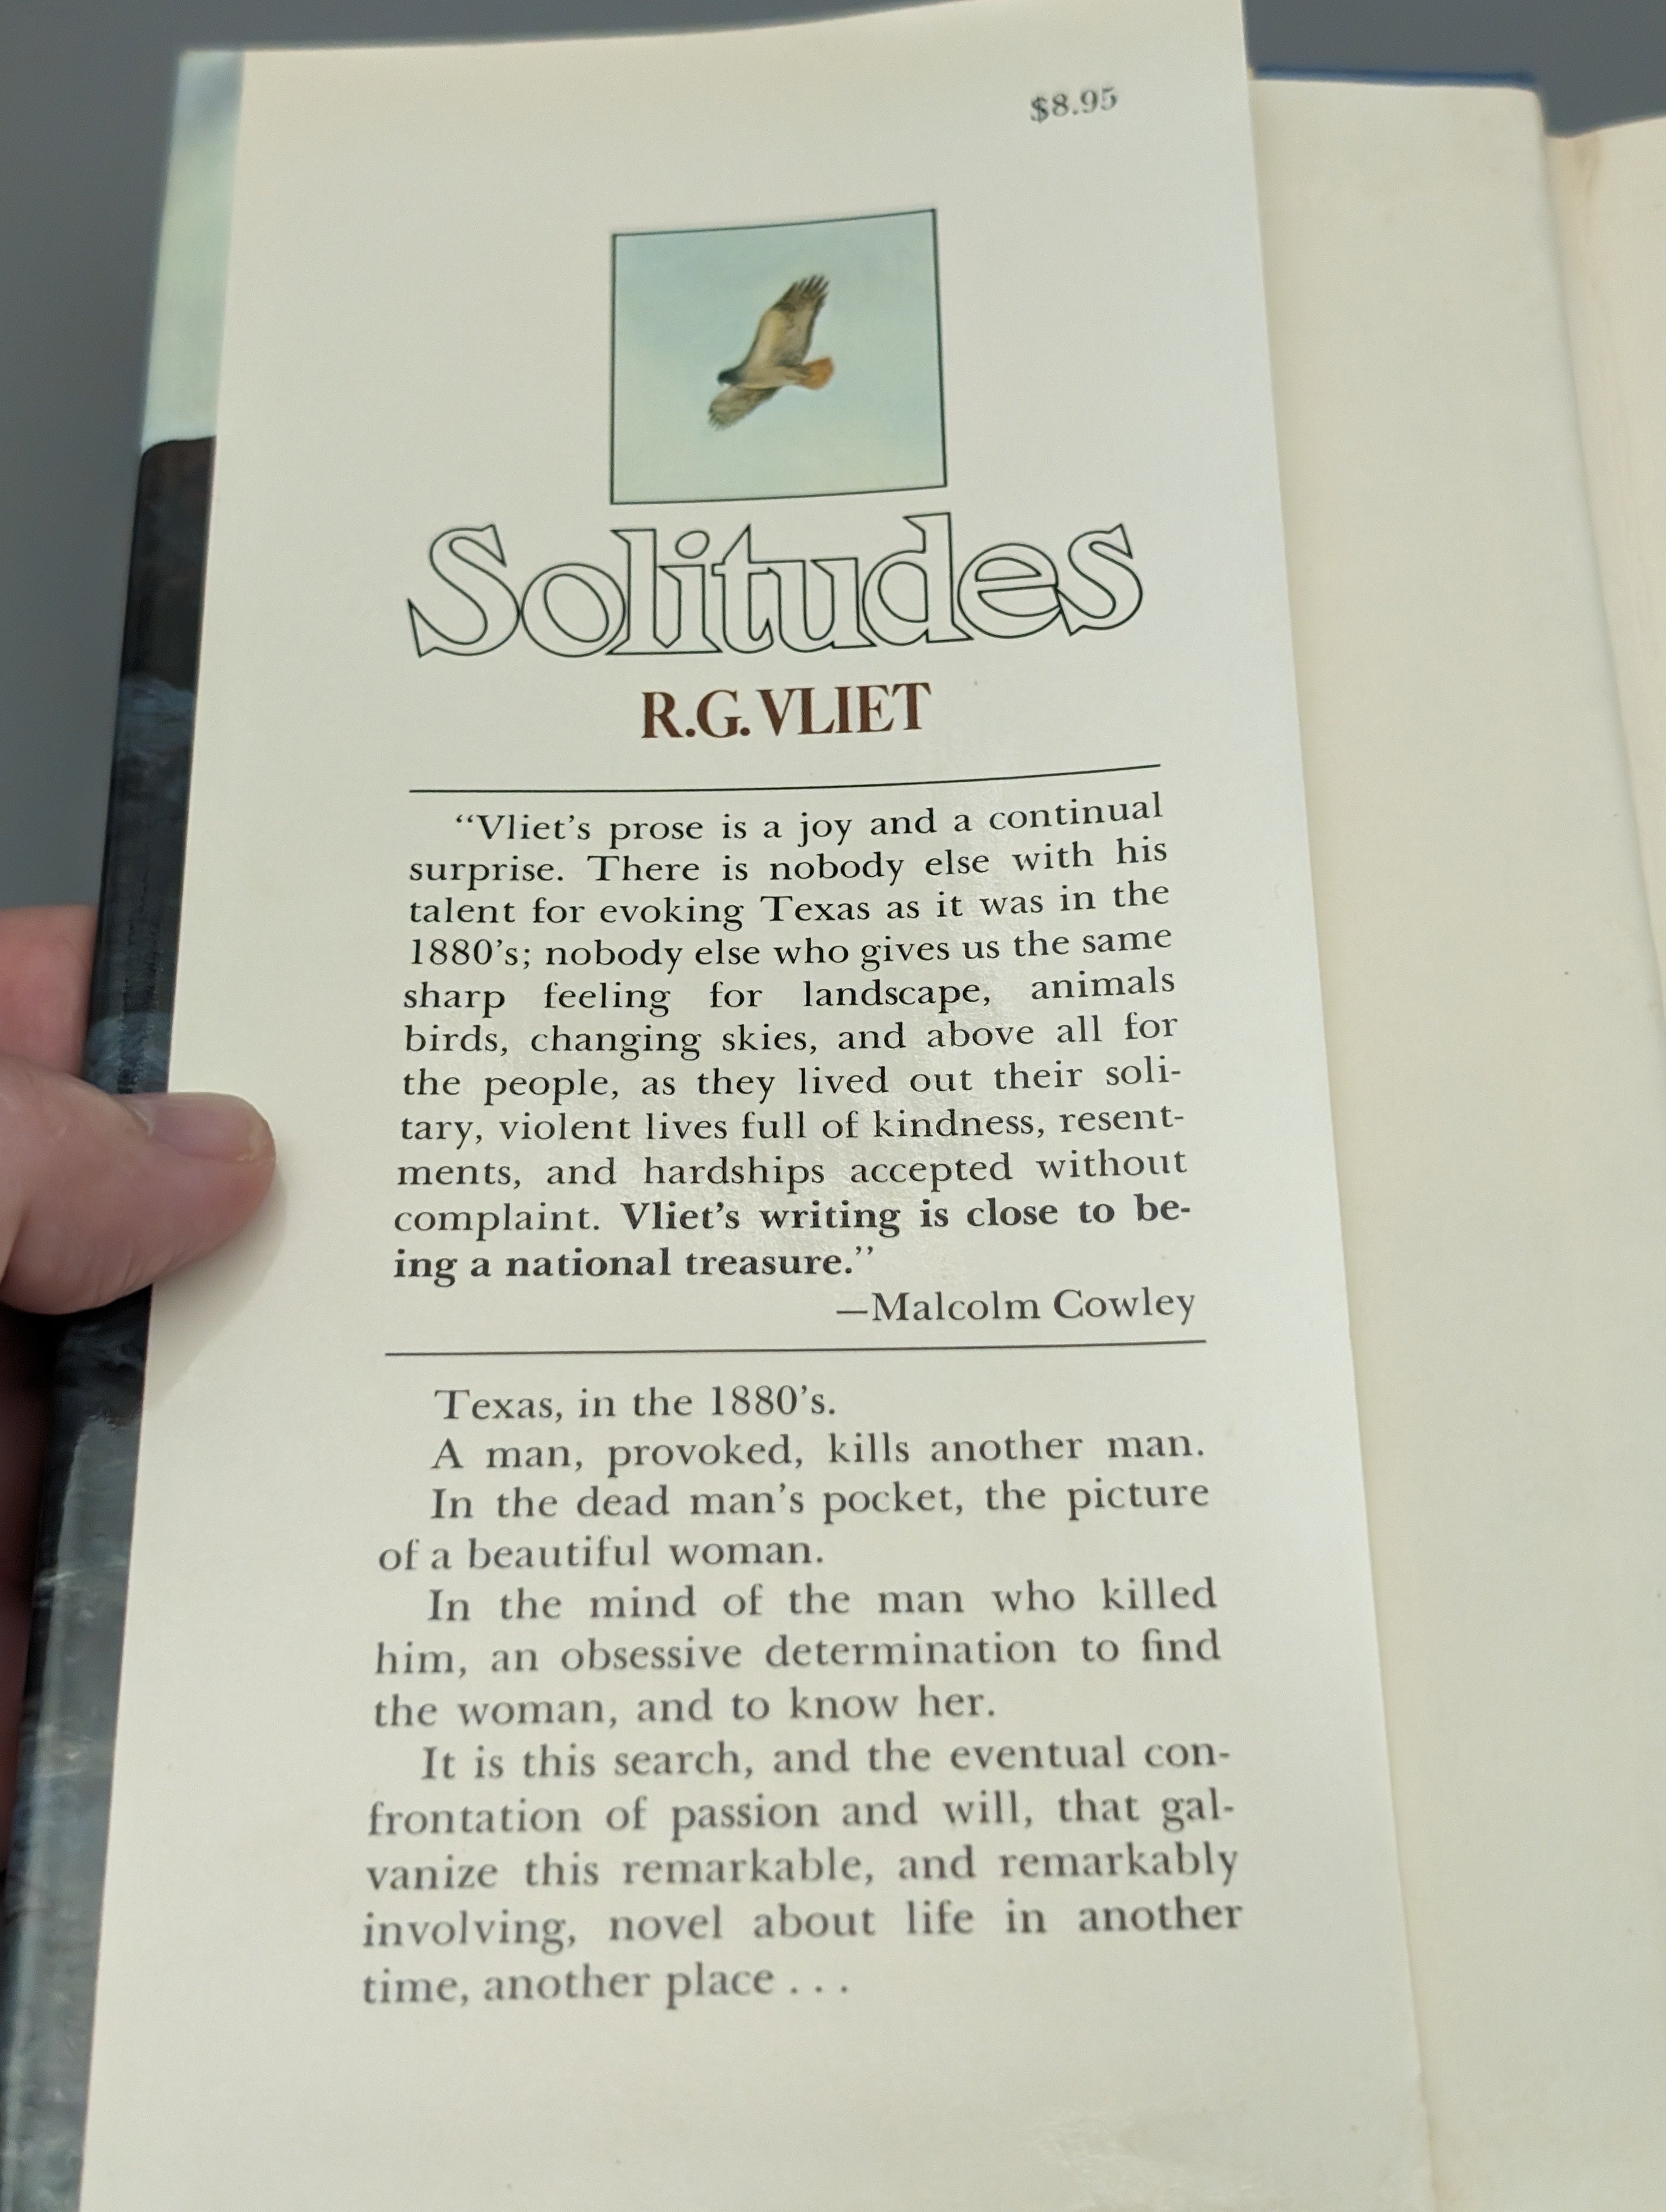 $8.95
Solitudes
R.G. VLIET
“Vliet’s prose is a joy and a continual
surprise. There is nobody else with his
talent for evoking Texas as it was in the
1880’s; nobody else who gives us the same
sharp feeling for landscape, animals
birds, changing skies, and above all for
the people, as they lived out their soli-
tary, violent lives full of kindness, resent-
ments, and hardships accepted without
complaint. Vliet’s writing is close to be-
ing a national treasure.”
—Malcolm Cowley
Texas, in the 1880’s.
A man, provoked, kills another man.
In the dead man’s pocket, the picture
of a beautiful woman.
In the mind of the man who killed
him, an obsessive determination to find
the woman, and to know her.
It is this search, and the eventual con-
frontation of passion and will, that gal-
vanize this remarkable, and remarkably
involving, novel about life in another
time, another place . . .